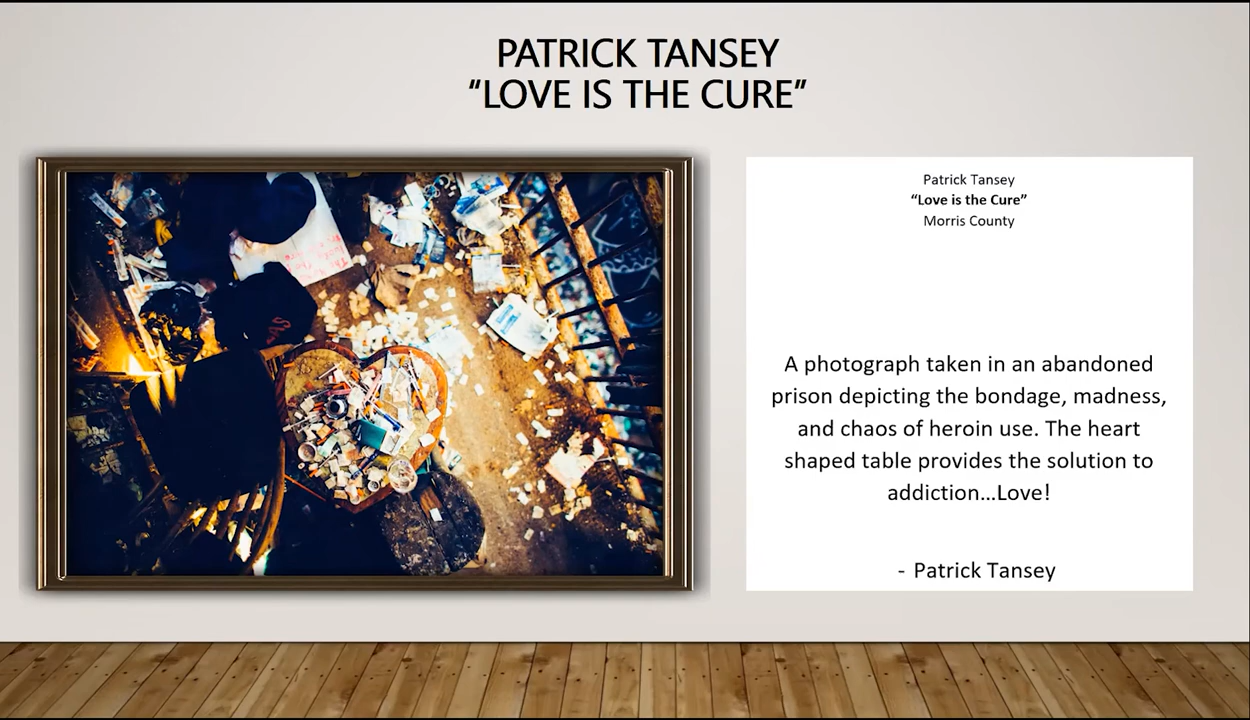 PATRICK TANSEY
“LOVE IS THE CURE”
Patrick Tansey
“Love is the Cure”
Morris County
A photograph taken in an abandoned
prison depicting the bondage, madness,
and chaos of heroin use. The heart
shaped table provides the solution to
addiction...Love!
- Patrick Tansey